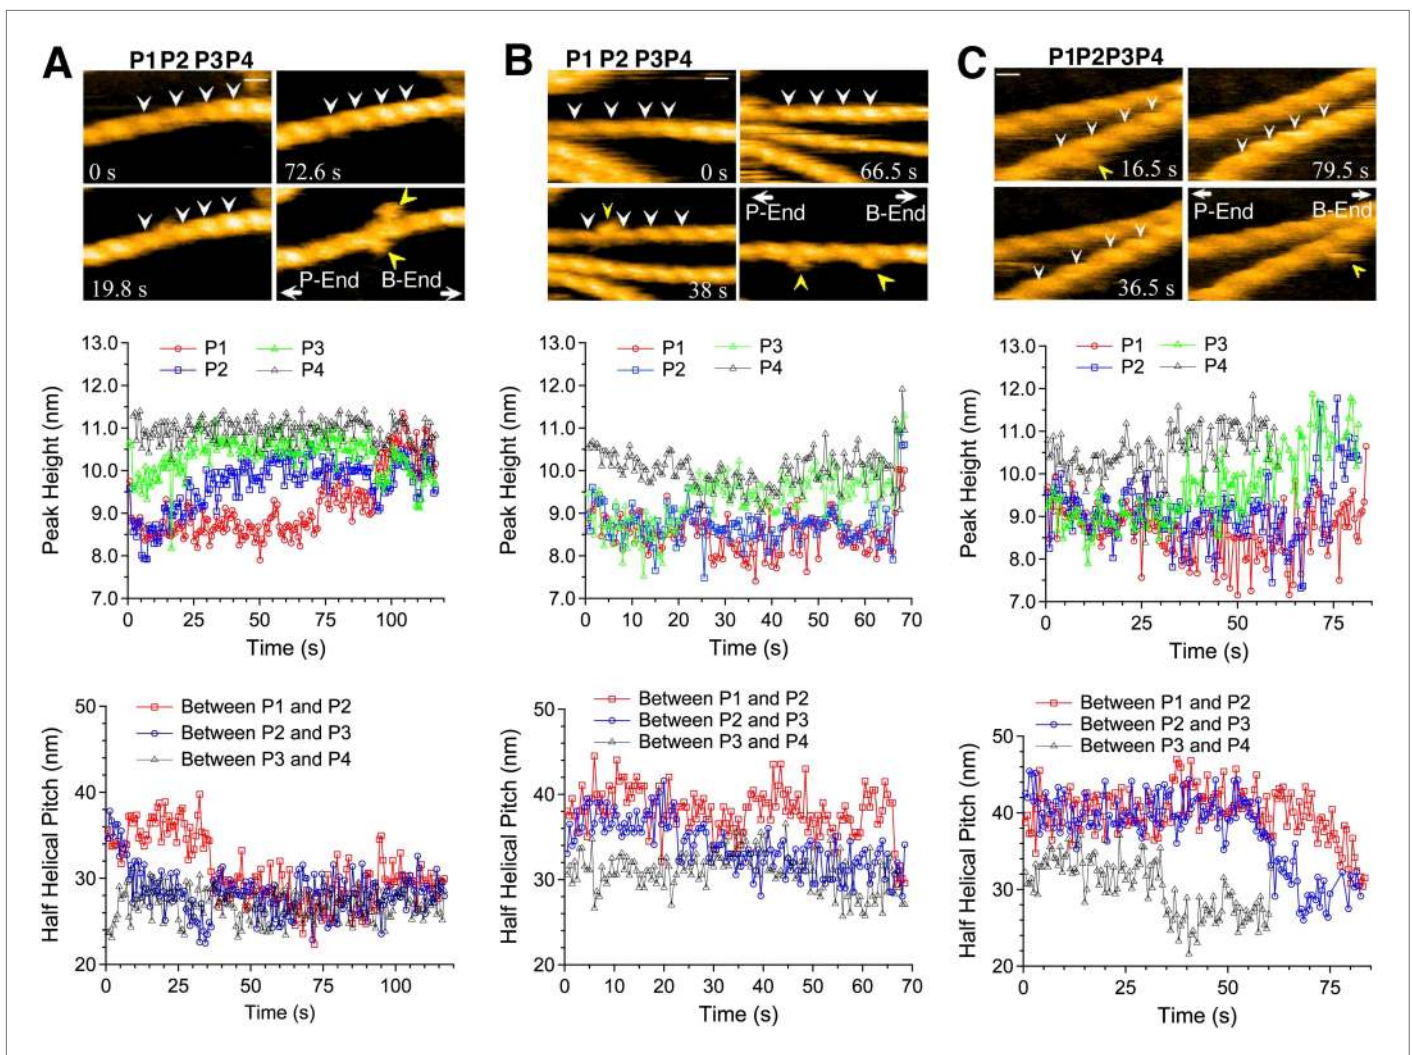 A
P1 P2 P3 P4
0 s
72.6 s
19.8 s
P-End B-End
B
P1 P2 P3P4
0 s
66.5 s
38 s
P-End B-End
C
P1P2P3P4
16.5 s
79.5 s
36.5 s
P-End B-End
Peak Height (nm)
13.0
12.0
11.0
10.0
9.0
8.0
7.0
P1 P3
P2 P4
0 25 50 75 100
Time (s)
Peak Height (nm)
13.0
12.0
11.0
10.0
9.0
8.0
7.0
P1 P3
P2 P4
0 10 20 30 40 50 60 70
Time (s)
Peak Height (nm)
13.0
12.0
11.0
10.0
9.0
8.0
7.0
P1 P3
P2 P4
0 25 50 75
Time (s)
Half Helical Pitch (nm)
50
40
30
20
Between P1 and P2
Between P2 and P3
Between P3 and P4
0 25 50 75 100
Time (s)
Half Helical Pitch (nm)
50
40
30
20
Between P1 and P2
Between P2 and P3
Between P3 and P4
0 10 20 30 40 50 60 70
Time (s)
Half Helical Pitch (nm)
50
40
30
20
Between P1 and P2
Between P2 and P3
Between P3 and P4
0 25 50 75
Time (s)